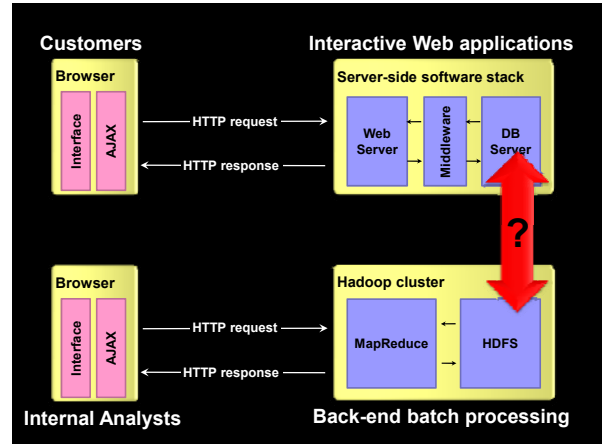 Customers
Interactive Web applications
Browser
Interface
AJAX
HTTP request
HTTP response
Server-side software stack
Web
Server
Middleware
DB
Server
?
Browser
Interface
AJAX
HTTP request
HTTP response
Hadoop cluster
MapReduce
HDFS
Internal Analysts
Back-end batch processing